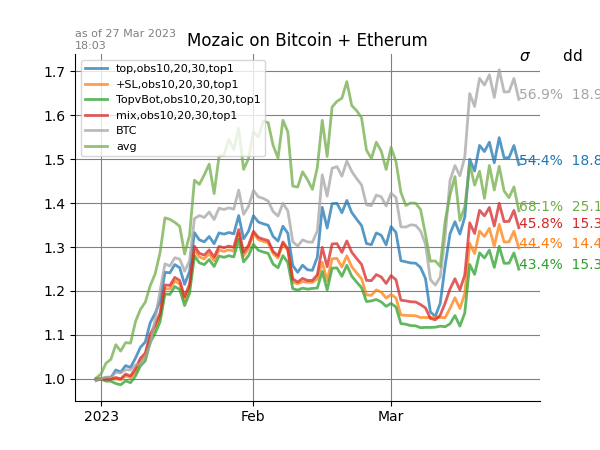 as of 27 Mar 2023
18:03
Mozaic on Bitcoin + Etherum
σ dd
top,obs10,20,30,top1
+SL,obs10,20,30,top1
TopvBot,obs10,20,30,top1
mix,obs10,20,30,top1
BTC
avg
1.7
1.6
1.5
1.4
1.3
1.2
1.1
1.0
56.9% 18.9
54.4% 18.8
68.1% 25.1
45.8% 15.3
44.4% 14.4
43.4% 15.3
2023 Feb Mar